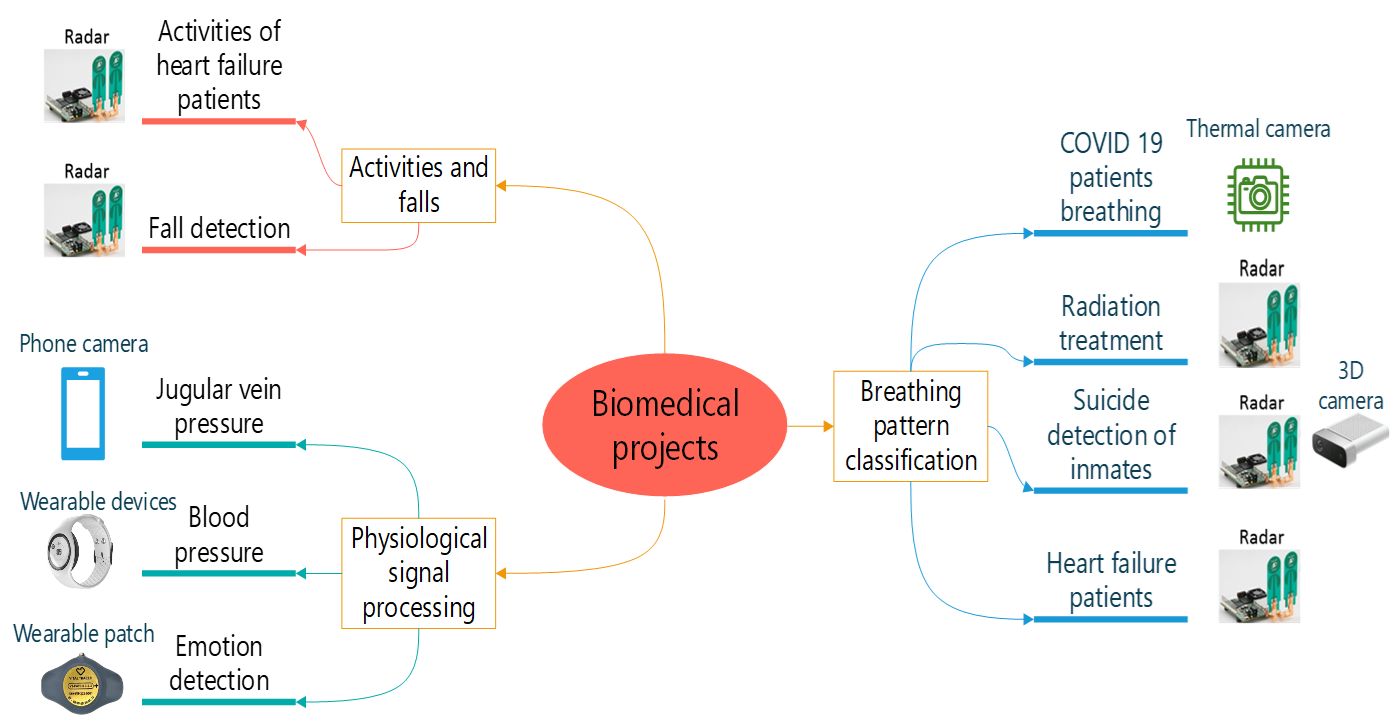 Radar
Activities of
heart failure
patients
Radar
Fall detection
Activities and
falls
Phone camera
Jugular vein
pressure
Wearable devices
Blood
pressure
Wearable patch
Emotion
detection
Physiological
signal
processing
Biomedical
projects
Breathing
pattern
classification
COVID 19
patients
breathing
Thermal camera
Radiation
treatment
Radar
Suicide
detection of
inmates
Radar
3D
camera
Heart failure
patients
Radar